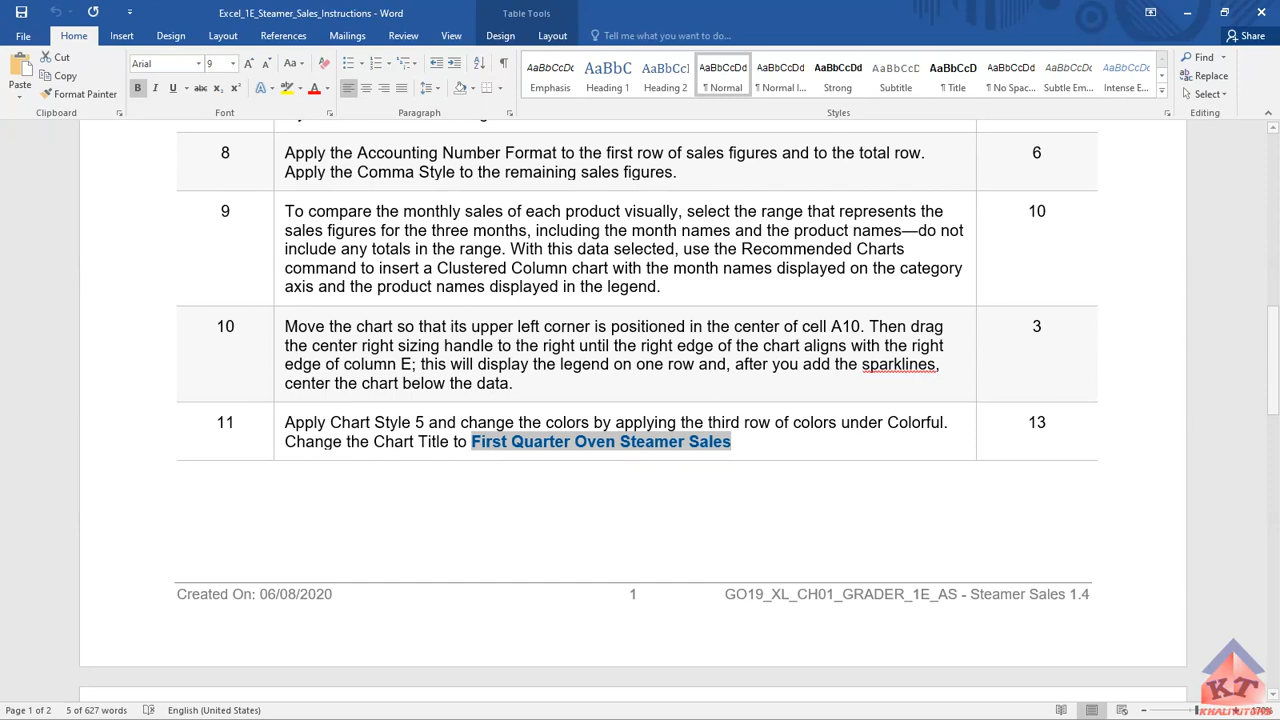 Excel_1E_Steamer_Sales_Instructions - Word
Table Tools
File Home Insert Design Layout References Mailings Review View Design Layout Tell me what you want to do... Share
Paste Cut Copy Format Painter
Arial 9
AaBbCcDc AaBbC AaBbCcl AaBbCcDd AaBbCcDd AaBbCcDd AaBbCcDd AaBbCcDd AaBbCcDd AaBbCcDd AaBbCcDd
Emphasis Heading 1 Heading 2 ¶ Normal ¶ Normal I... Strong Subtitle ¶ Title ¶ No Spac... Subtle Em... Intense E...
Find Replace Select
Clipboard Font Paragraph Styles Editing
8 Apply the Accounting Number Format to the first row of sales figures and to the total row. 6
Apply the Comma Style to the remaining sales figures.
9 To compare the monthly sales of each product visually, select the range that represents the 10
sales figures for the three months, including the month names and the product names—do not
include any totals in the range. With this data selected, use the Recommended Charts
command to insert a Clustered Column chart with the month names displayed on the category
axis and the product names displayed in the legend.
10 Move the chart so that its upper left corner is positioned in the center of cell A10. Then drag 3
the center right sizing handle to the right until the right edge of the chart aligns with the right
edge of column E; this will display the legend on one row and, after you add the sparklines,
center the chart below the data.
11 Apply Chart Style 5 and change the colors by applying the third row of colors under Colorful. 13
Change the Chart Title to First Quarter Oven Steamer Sales
Created On: 06/08/2020 1 GO19_XL_CH01_GRADER_1E_AS - Steamer Sales 1.4
KT
Page 1 of 2 5 of 627 words English (United States)